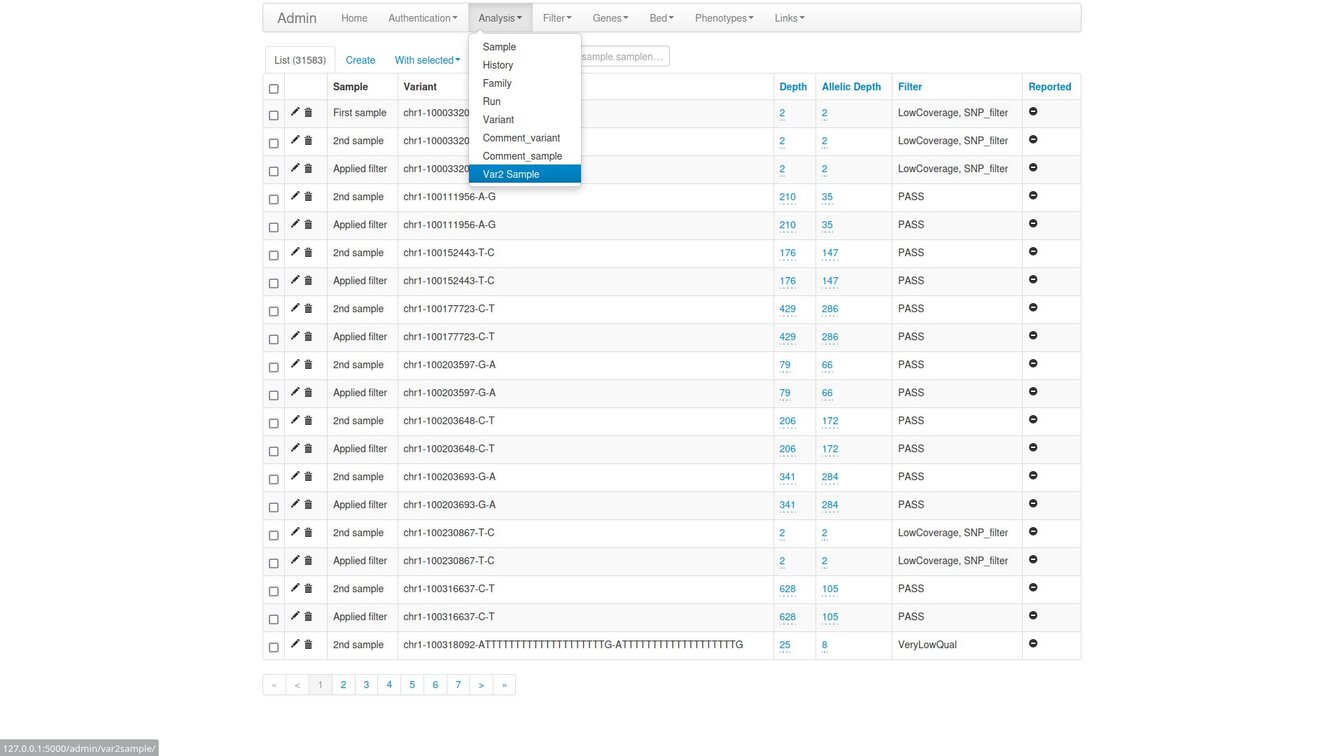 Admin Home Authentication Analysis Filter Genes Bed Phenotypes Links
List (31583) Create With selected sample.samplen…
Sample
History
Family
Run
Variant
Comment_variant
Comment_sample
Var2 Sample
Sample Variant Depth Allelic Depth Filter Reported
First sample chr1-10003320 2 2 LowCoverage, SNP_filter
2nd sample chr1-10003320 2 2 LowCoverage, SNP_filter
Applied filter chr1-10003320 2 2 LowCoverage, SNP_filter
2nd sample chr1-100111956-A-G 210 35 PASS
Applied filter chr1-100111956-A-G 210 35 PASS
2nd sample chr1-100152443-T-C 176 147 PASS
Applied filter chr1-100152443-T-C 176 147 PASS
2nd sample chr1-100177723-C-T 429 286 PASS
Applied filter chr1-100177723-C-T 429 286 PASS
2nd sample chr1-100203597-G-A 79 66 PASS
Applied filter chr1-100203597-G-A 79 66 PASS
2nd sample chr1-100203648-C-T 206 172 PASS
Applied filter chr1-100203648-C-T 206 172 PASS
2nd sample chr1-100203693-G-A 341 284 PASS
Applied filter chr1-100203693-G-A 341 284 PASS
2nd sample chr1-100230867-T-C 2 2 LowCoverage, SNP_filter
Applied filter chr1-100230867-T-C 2 2 LowCoverage, SNP_filter
2nd sample chr1-100316637-C-T 628 105 PASS
Applied filter chr1-100316637-C-T 628 105 PASS
2nd sample 25 8 VeryLowQual
« < 1 2 3 4 5 6 7 > »
127.0.0.1:5000/admin/var2sample/